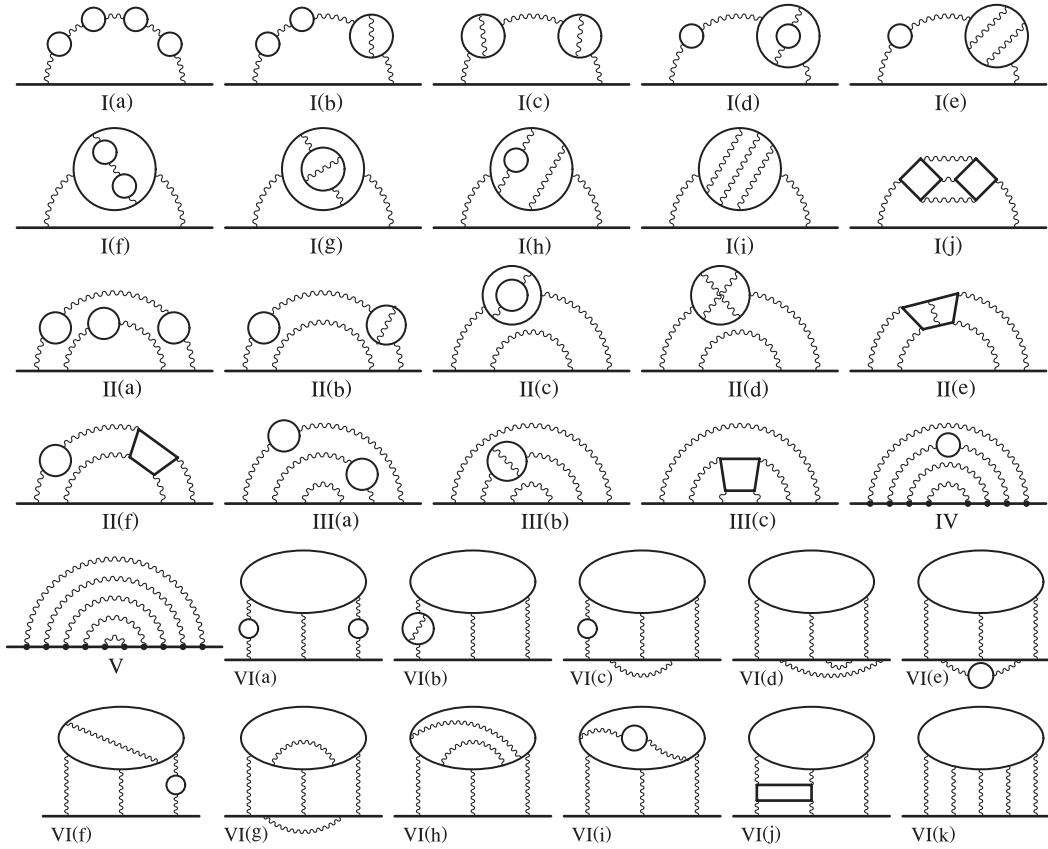 I(a) I(b) I(c) I(d) I(e)
I(f) I(g) I(h) I(i) I(j)
II(a) II(b) II(c) II(d) II(e)
II(f) III(a) III(b) III(c) IV
V VI(a) VI(b) VI(c) VI(d) VI(e)
VI(f) VI(g) VI(h) VI(i) VI(j) VI(k)